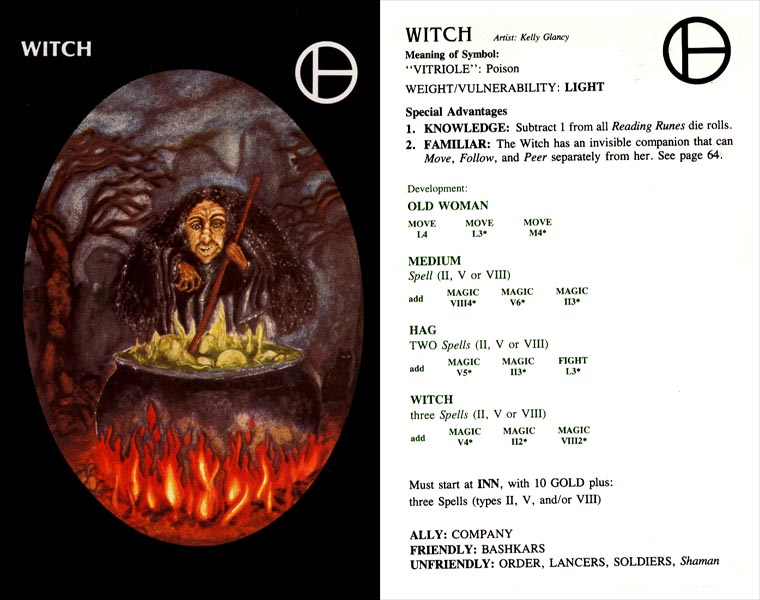 WITCH
WITCH Artist: Kelly Glancy
Meaning of Symbol:
"VITRIOLE": Poison
WEIGHT/VULNERABILITY: LIGHT
Special Advantages
1. KNOWLEDGE: Subtract 1 from all Reading Runes die rolls.
2. FAMILIAR: The Witch has an invisible companion that can
Move, Follow, and Peer separately from her. See page 64.
Development:
OLD WOMAN
MOVE MOVE MOVE
L4 L3* M4*
MEDIUM
Spell (II, V or VIII)
MAGIC MAGIC MAGIC
add VIII4* V6* II3*
HAG
TWO Spells (II, V or VIII)
MAGIC MAGIC FIGHT
add V5* II3* L3*
WITCH
three Spells (II, V or VIII)
MAGIC MAGIC MAGIC
add V4* II2* VIII2*
Must start at INN, with 10 GOLD plus:
three Spells (types II, V, and/or VIII)
ALLY: COMPANY
FRIENDLY: BASHKARS
UNFRIENDLY: ORDER, LANCERS, SOLDIERS, Shaman